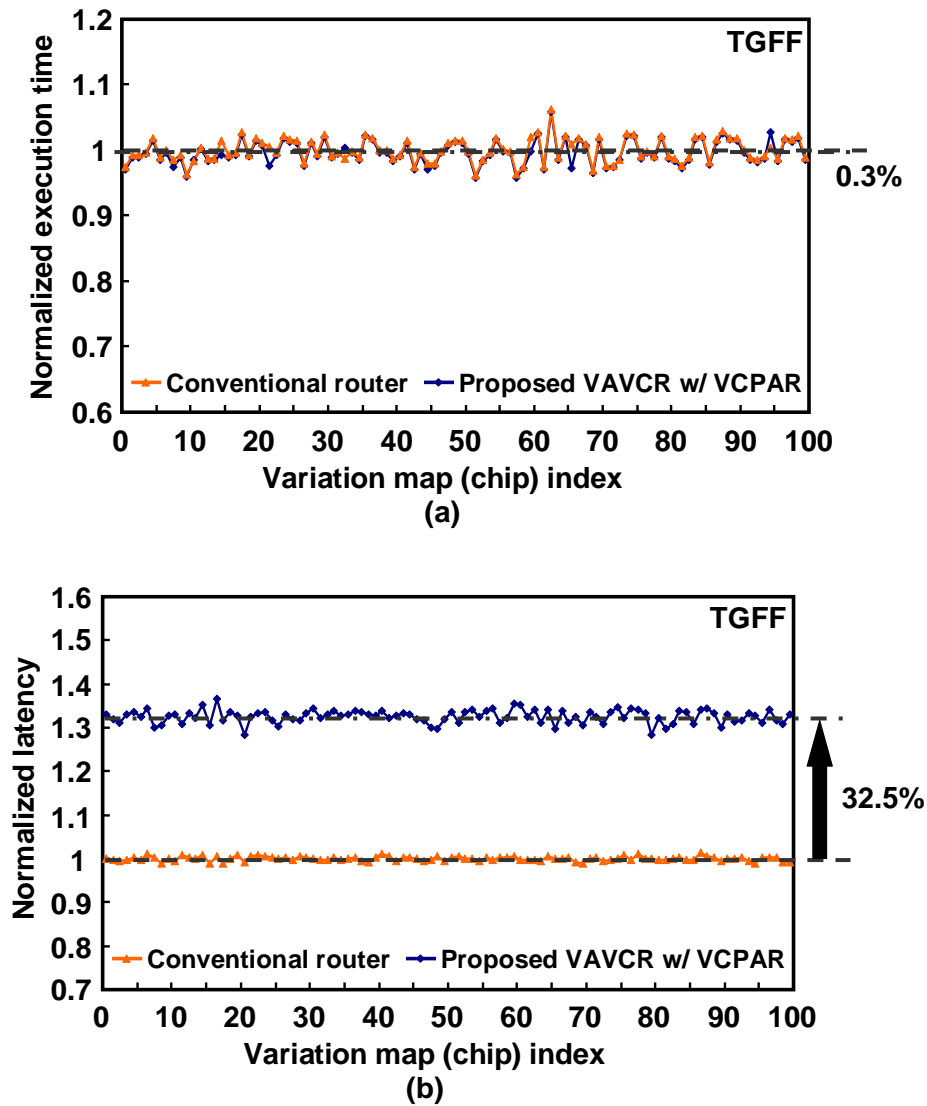 1.2
TGFF
1.1
1
0.9
0.8
0.7
0.6
Normalized execution time
0.3%
Conventional router Proposed VAVCR w/ VCPAR
0 10 20 30 40 50 60 70 80 90 100
Variation map (chip) index
(a)
1.6
TGFF
1.5
1.4
1.3
1.2
1.1
1
0.9
0.8
0.7
Normalized latency
32.5%
Conventional router Proposed VAVCR w/ VCPAR
0 10 20 30 40 50 60 70 80 90 100
Variation map (chip) index
(b)